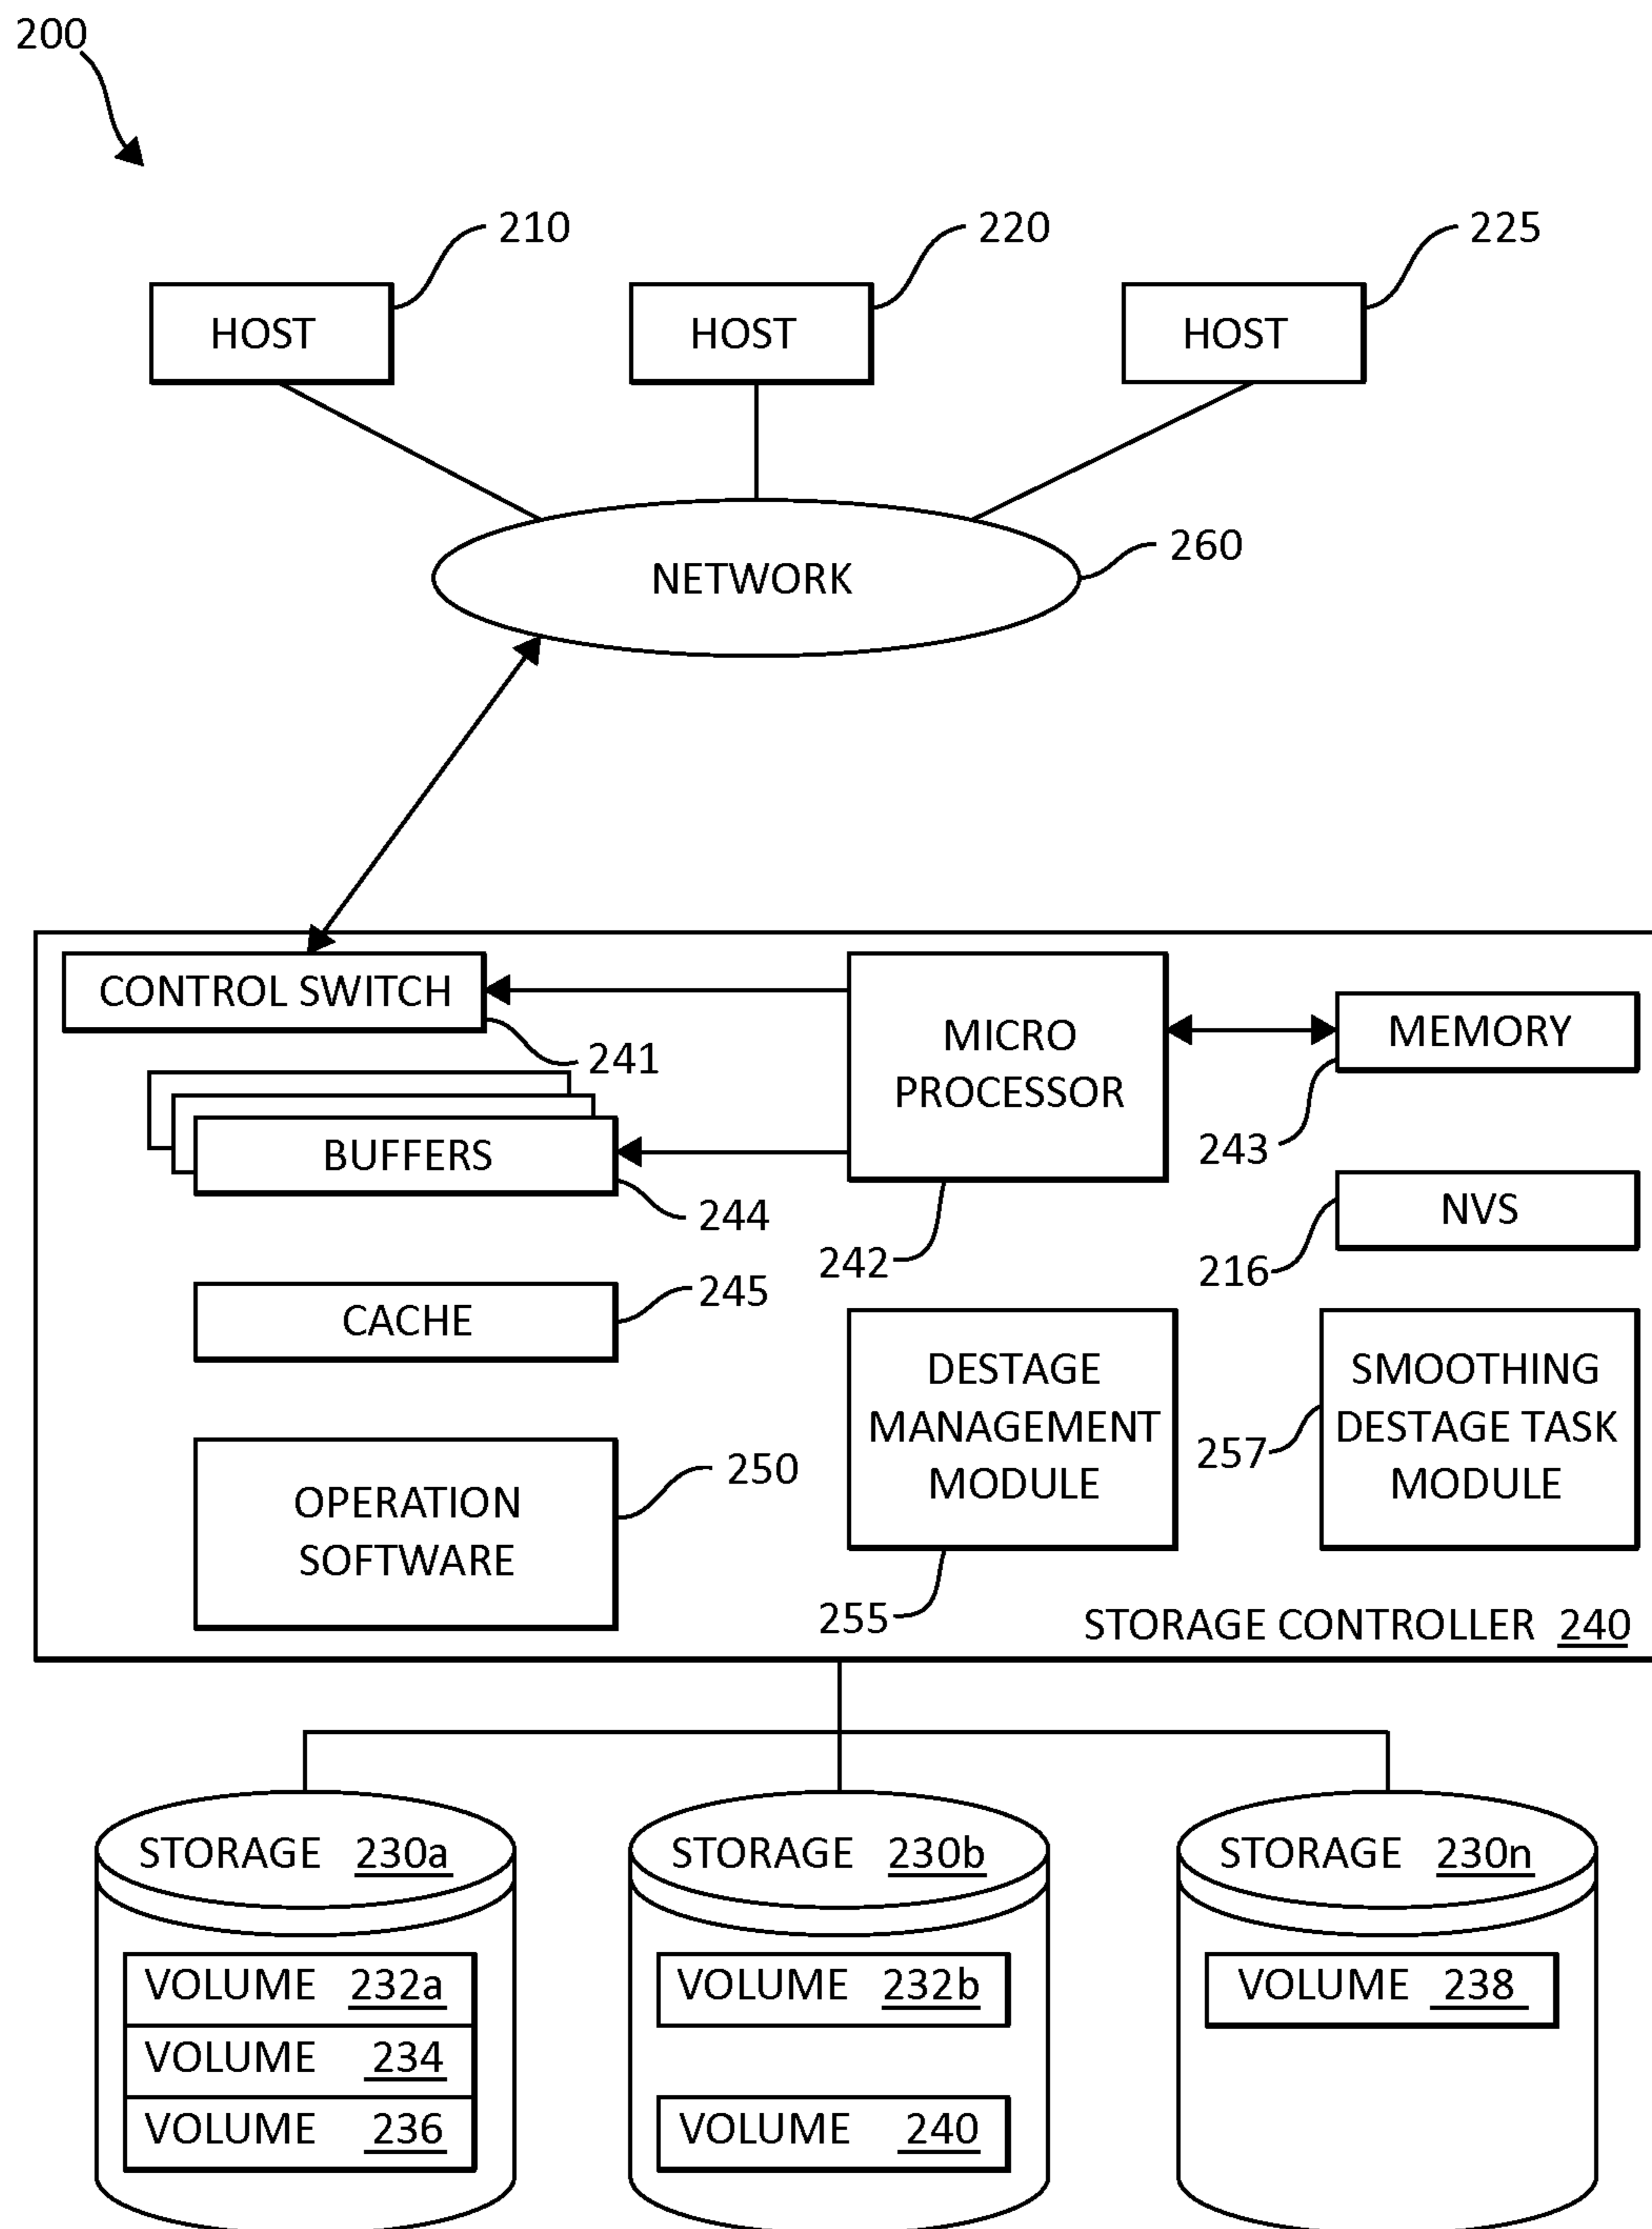 200
210
220
225
HOST
HOST
HOST
260
NETWORK
CONTROL SWITCH
241
MICRO
PROCESSOR
242
MEMORY
243
BUFFERS
244
NVS
216
CACHE
245
DESTAGE
MANAGEMENT
MODULE
255
SMOOTHING
DESTAGE TASK
MODULE
257
OPERATION
SOFTWARE
250
STORAGE CONTROLLER 240
STORAGE 230a
VOLUME 232a
VOLUME 234
VOLUME 236
STORAGE 230b
VOLUME 232b
VOLUME 240
STORAGE 230n
VOLUME 238